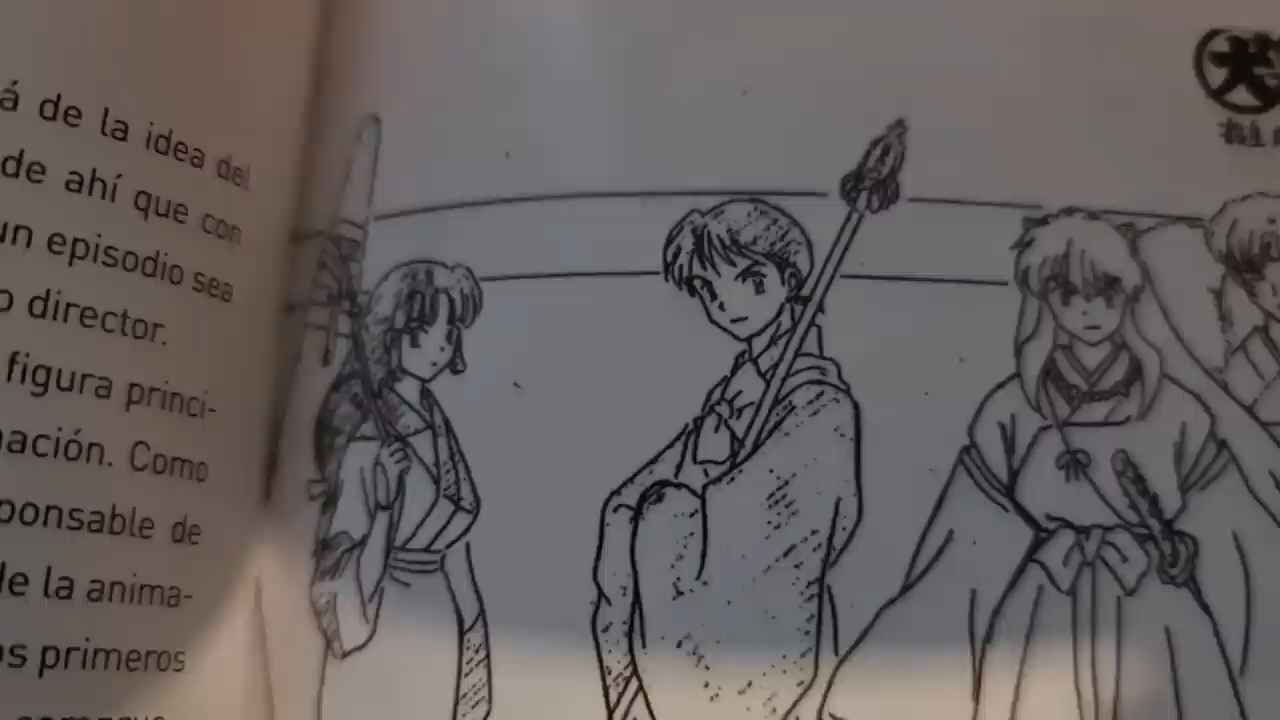 á de la idea del
de ahí que con
un episodio sea
o director.
figura princi-
ación. Como
ponsable de
de la anima-
os primeros
犬